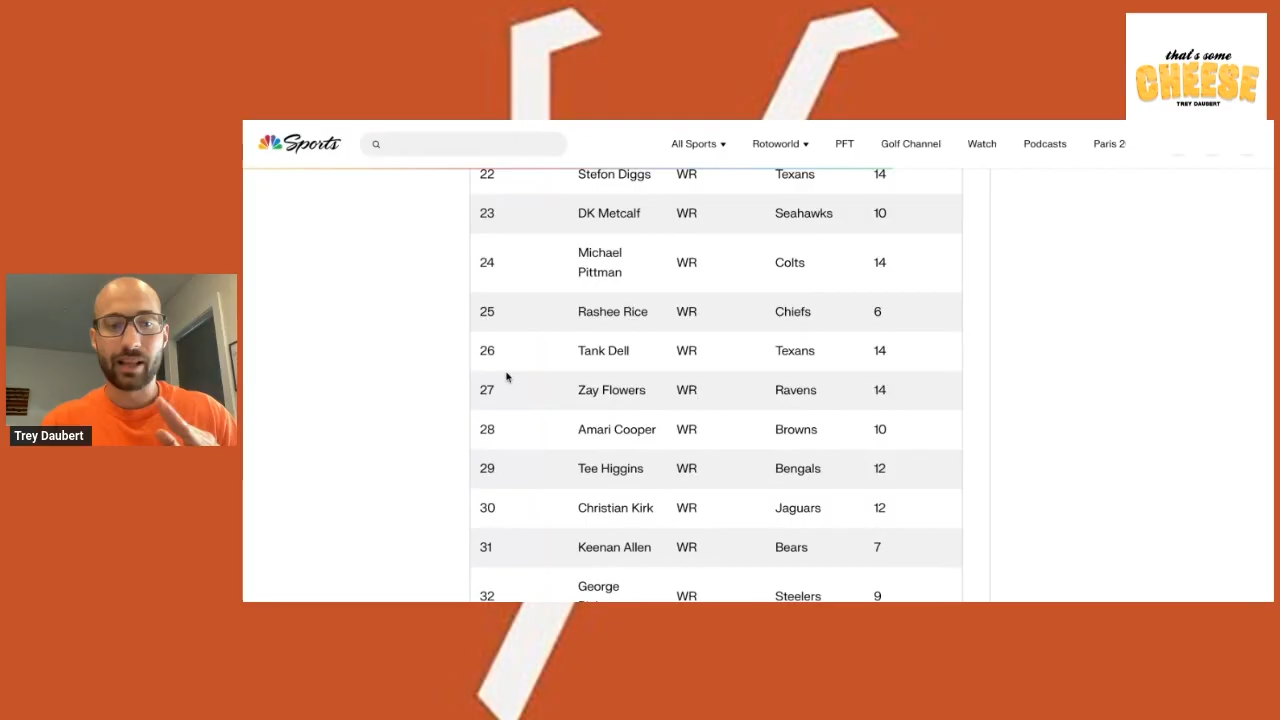 that's some
CHEESE
TREY DAUBERT
Sports
All Sports
Rotoworld
PFT
Golf Channel
Watch
Podcasts
Paris 2
22 Stefon Diggs WR Texans 14
23 DK Metcalf WR Seahawks 10
24 Michael Pittman WR Colts 14
25 Rashee Rice WR Chiefs 6
26 Tank Dell WR Texans 14
27 Zay Flowers WR Ravens 14
28 Amari Cooper WR Browns 10
29 Tee Higgins WR Bengals 12
30 Christian Kirk WR Jaguars 12
31 Keenan Allen WR Bears 7
32 George WR Steelers 9
Trey Daubert